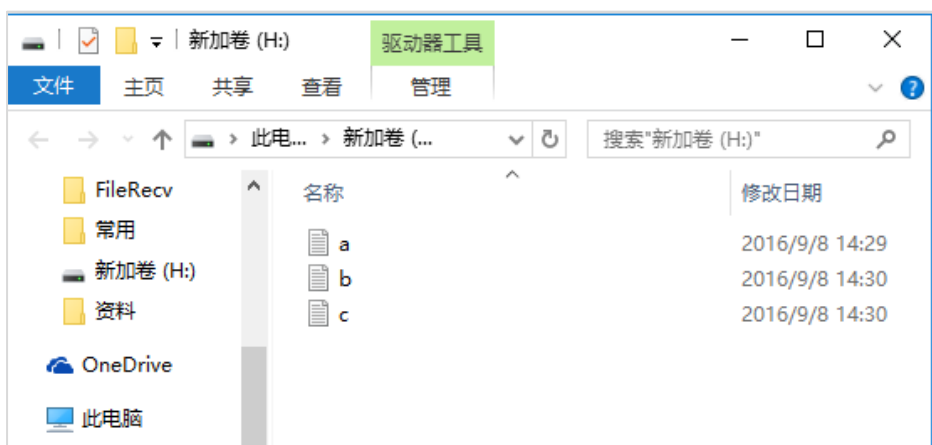 新加卷 (H:) 驱动器工具
文件 主页 共享 查看 管理
此电... 新加卷 (... 搜索"新加卷 (H:)"
名称 修改日期
FileRecv
常用
新加卷 (H:)
资料
OneDrive
此电脑
a 2016/9/8 14:29
b 2016/9/8 14:30
c 2016/9/8 14:30